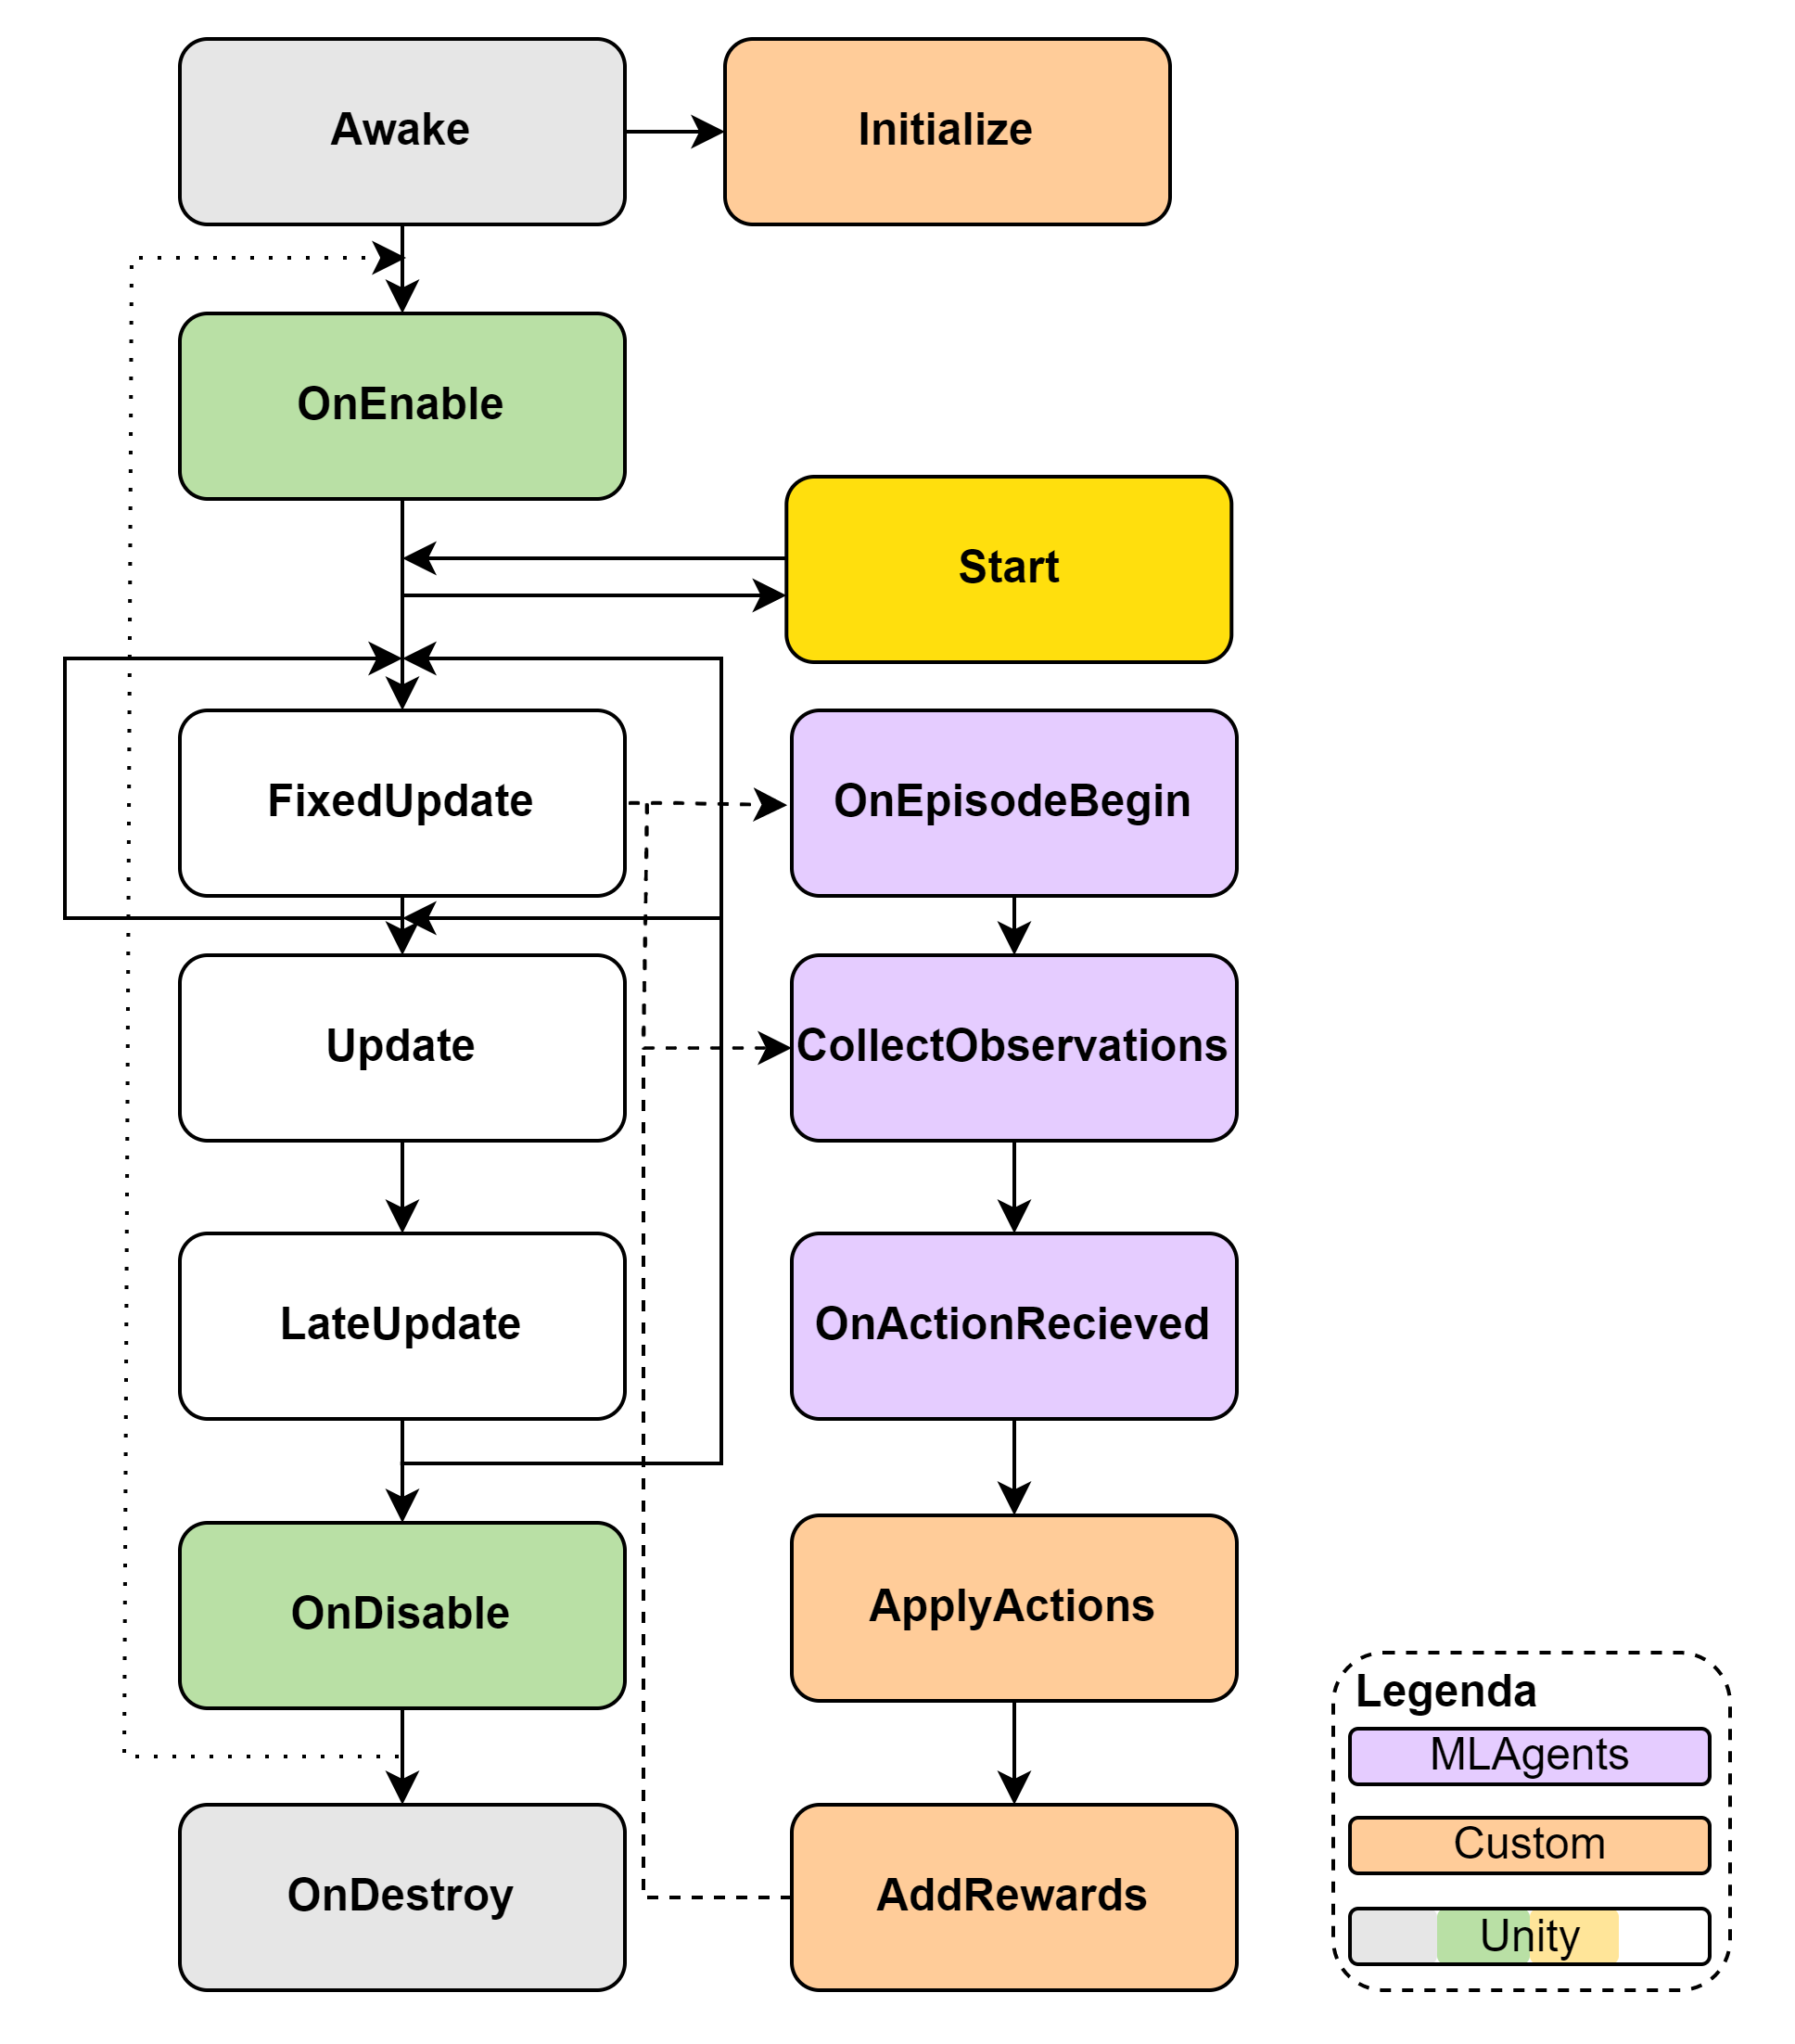 Awake
Initialize
OnEnable
Start
FixedUpdate
OnEpisodeBegin
Update
CollectObservations
LateUpdate
OnActionRecieved
OnDisable
ApplyActions
OnDestroy
AddRewards
Legenda
MLAgents
Custom
Unity